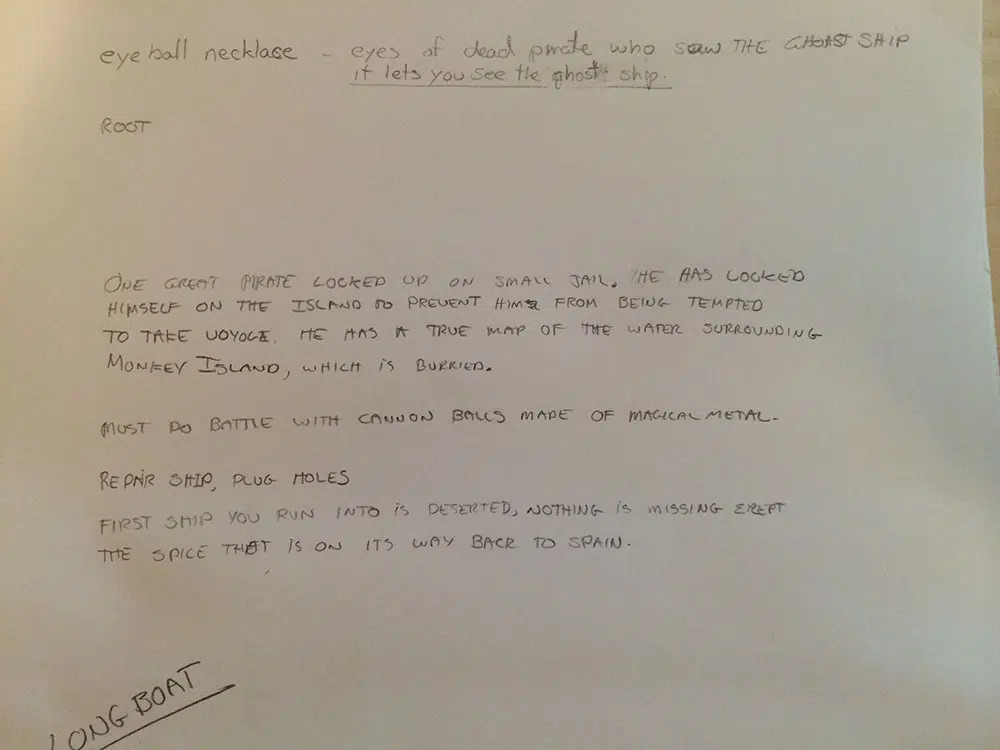 eyeball necklase - eyes of dead pirate who saw THE GHOAST SHIP
it lets you see the ghost ship.
ROOT
ONE GREAT PIRATE LOCKED UP ON SMALL JAIL. HE HAS LOCKED
HIMSELF ON THE ISLAND TO PREVENT HIM FROM BEING TEMPTED
TO TAKE VOYOGE. HE HAS A TRUE MAP OF THE WATER SURROUNDING
MONKEY ISLAND, WHICH IS BURRIED.
MUST DO BATTLE WITH CANNON BALLS MADE OF MAGICAL METAL.
REPAIR SHIP, PLUG HOLES
FIRST SHIP YOU RUN INTO IS DESERTED, NOTHING IS MISSING EXEPT
THE SPICE THAT IS ON ITS WAY BACK TO SPAIN.
LONG BOAT